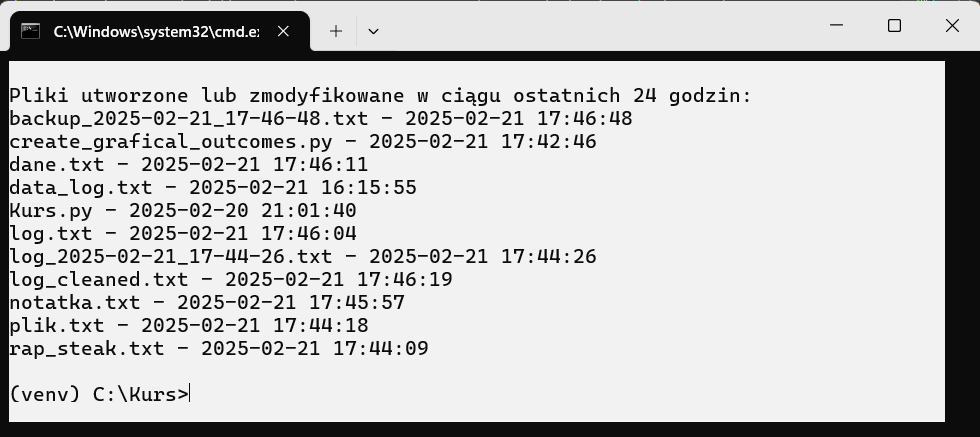 C:\Windows\system32\cmd.e
Pliki utworzone lub zmodyfikowane w ciągu ostatnich 24 godzin:
backup_2025-02-21_17-46-48.txt - 2025-02-21 17:46:48
create_grafical_outcomes.py - 2025-02-21 17:42:46
dane.txt - 2025-02-21 17:46:11
data_log.txt - 2025-02-21 16:15:55
Kurs.py - 2025-02-20 21:01:40
log.txt - 2025-02-21 17:46:04
log_2025-02-21_17-44-26.txt - 2025-02-21 17:44:26
log_cleaned.txt - 2025-02-21 17:46:19
notatka.txt - 2025-02-21 17:45:57
plik.txt - 2025-02-21 17:44:18
rap_steak.txt - 2025-02-21 17:44:09
(venv) C:\Kurs>